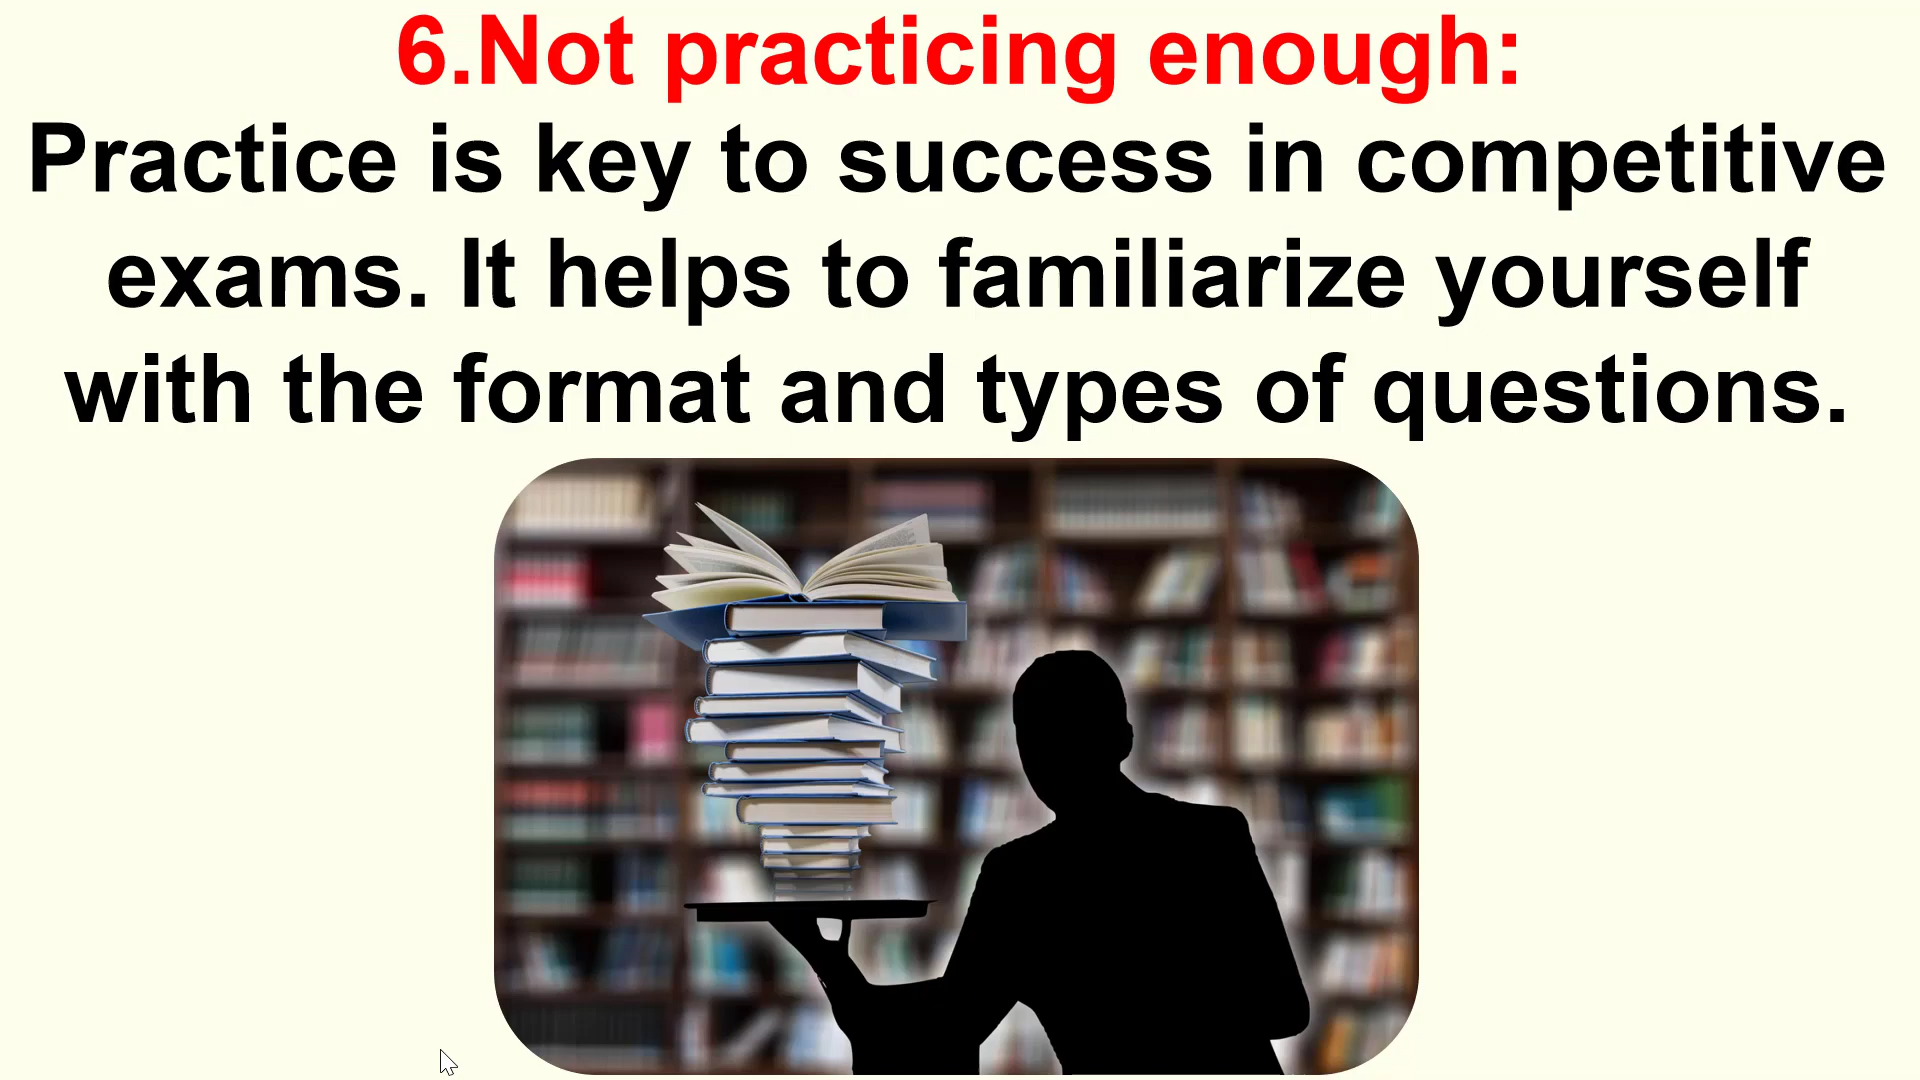 6.Not practicing enough:
Practice is key to success in competitive
exams. It helps to familiarize yourself
with the format and types of questions.